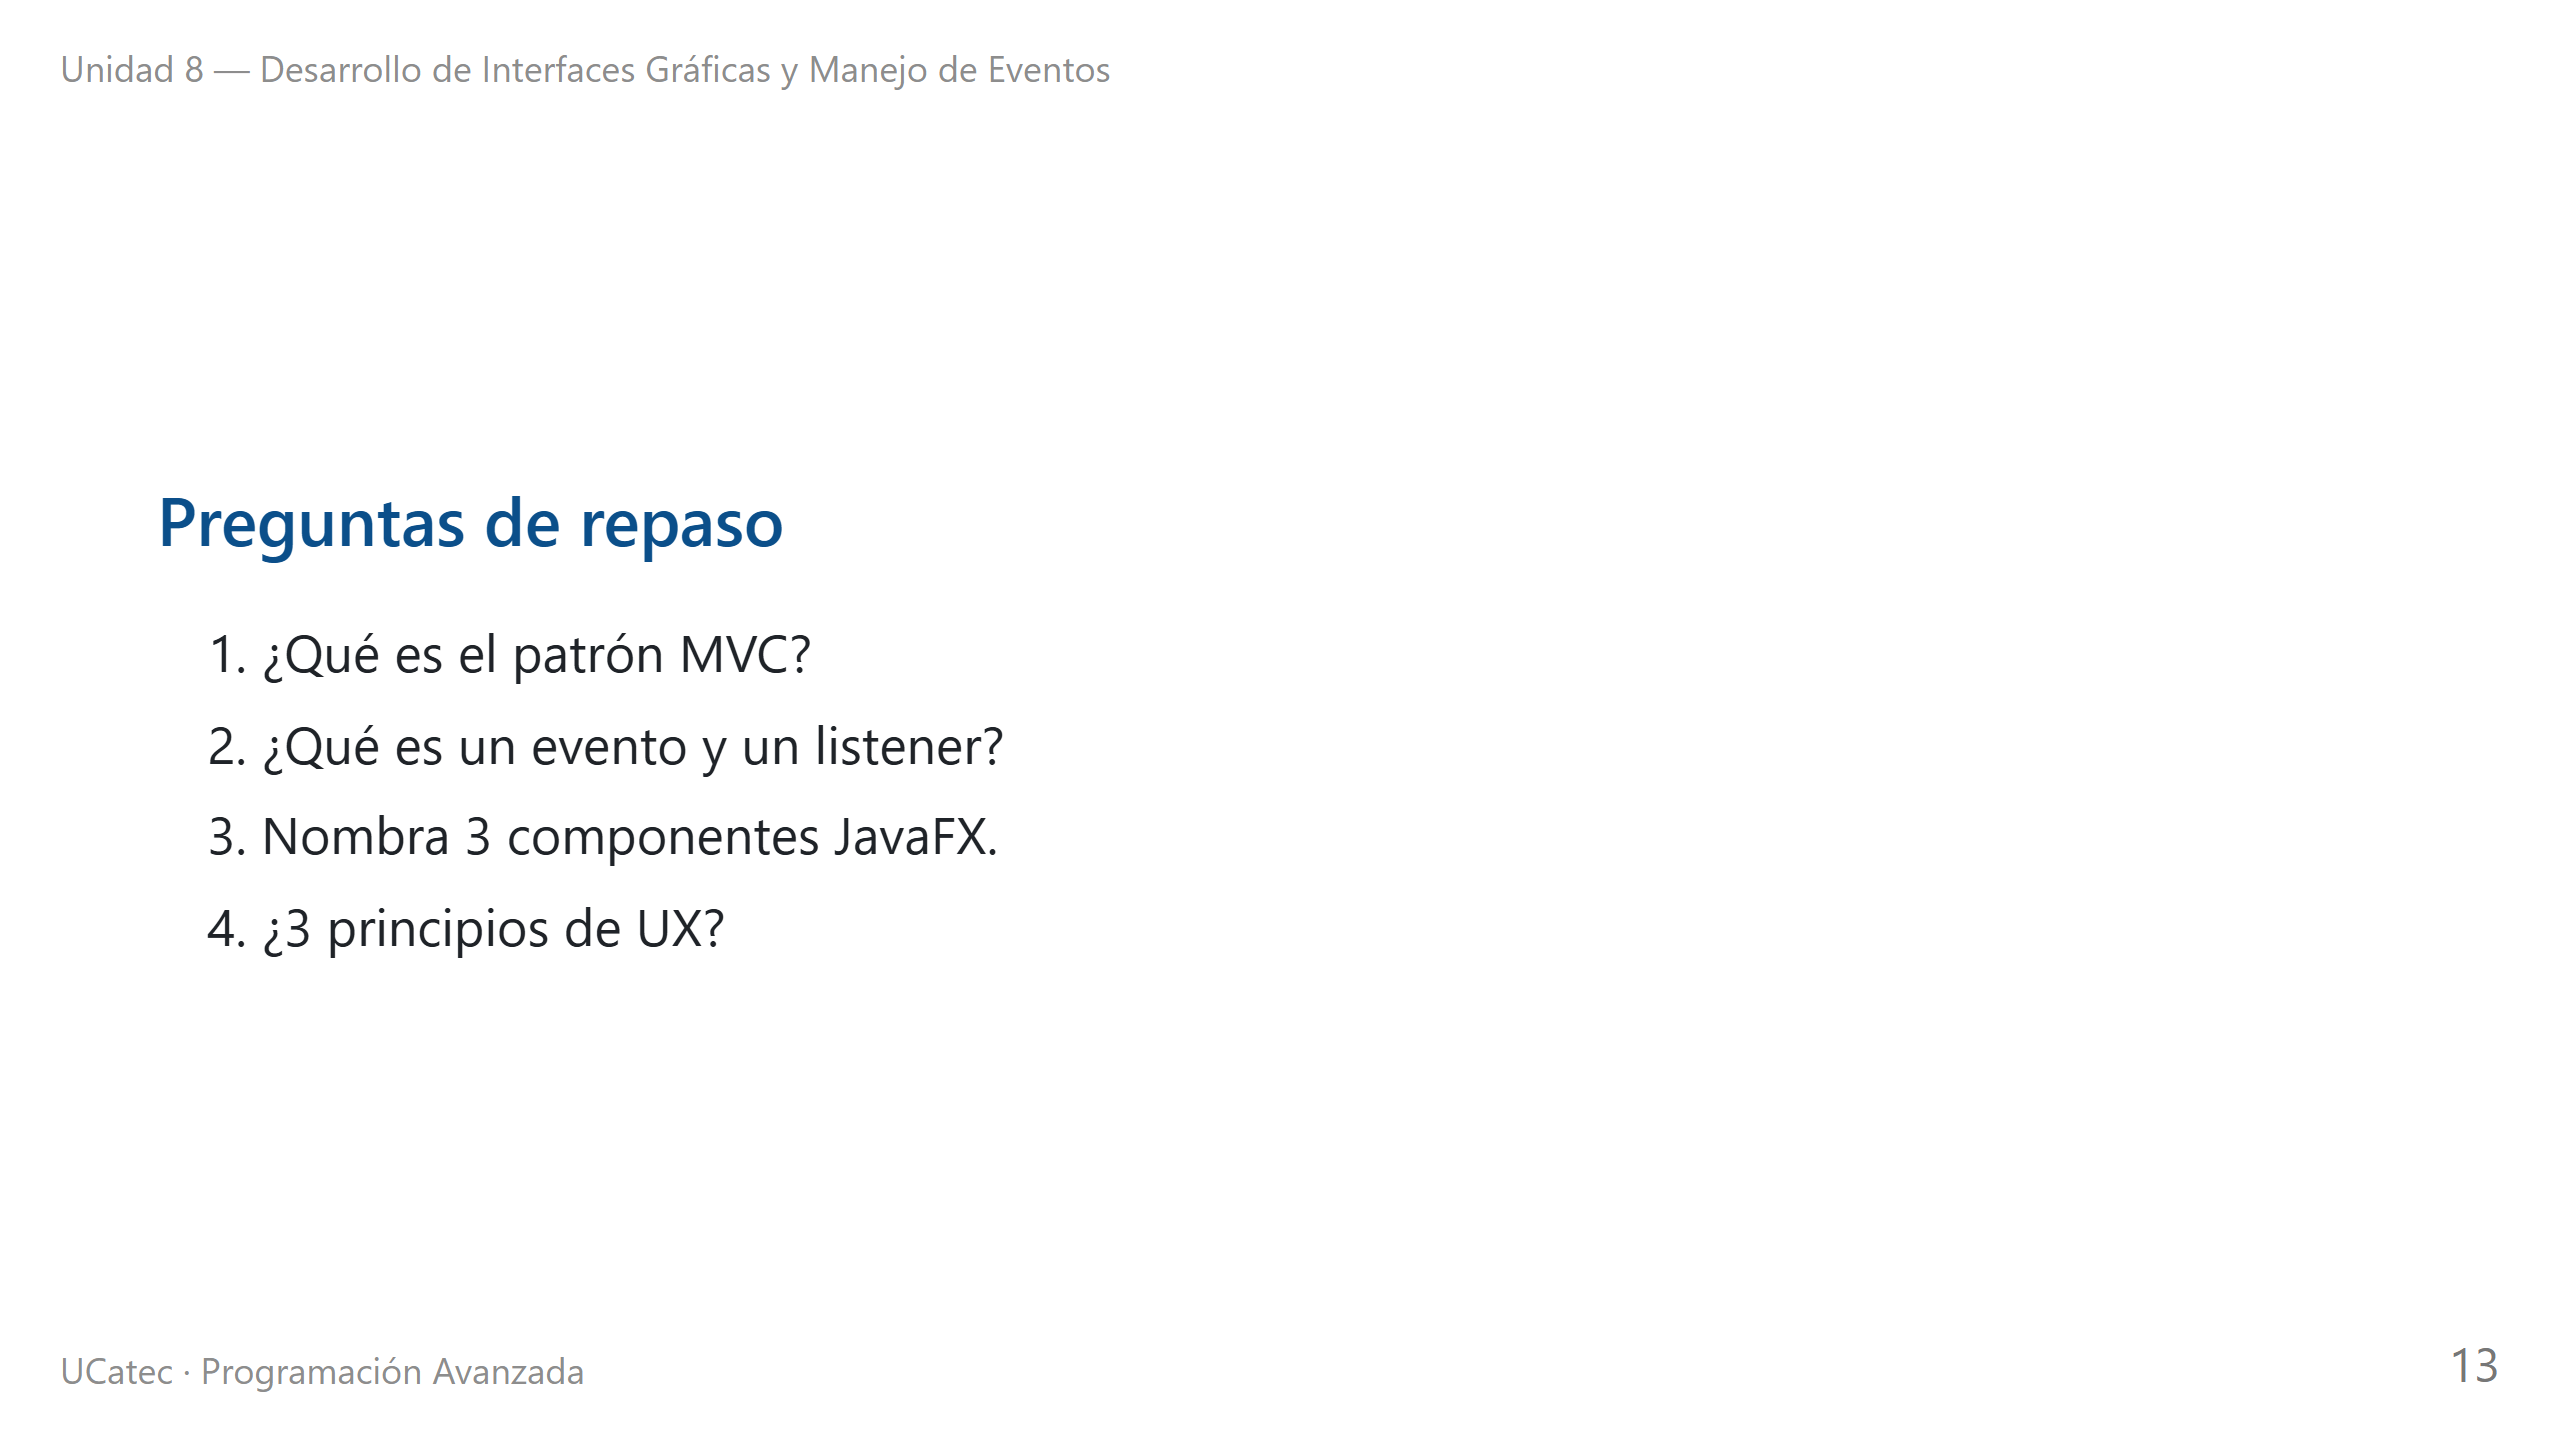 Unidad 8 — Desarrollo de Interfaces Gráficas y Manejo de Eventos
Preguntas de repaso
1. ¿Qué es el patrón MVC?
2. ¿Qué es un evento y un listener?
3. Nombra 3 componentes JavaFX.
4. ¿3 principios de UX?
UCatec · Programación Avanzada
13